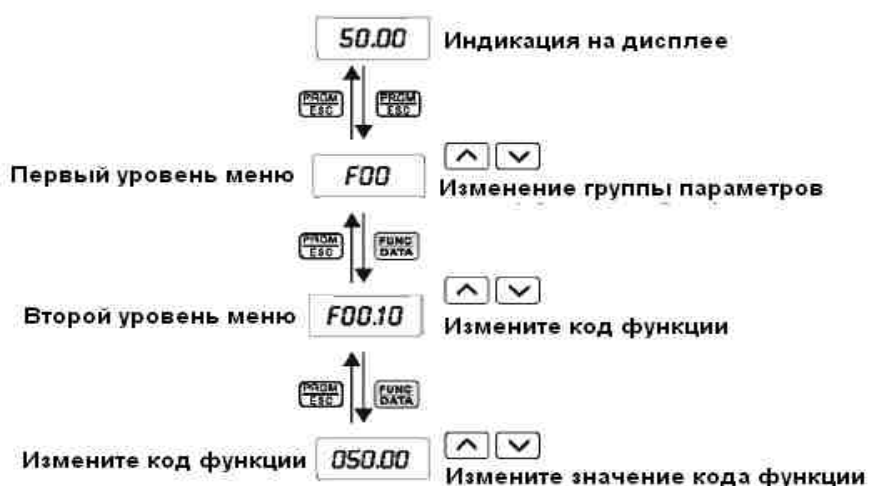 50.00 Индикация на дисплее
PRGM ESC PRGM ESC
Первый уровень меню F00
Изменение группы параметров
PRGM ESC FUNC DATA
Второй уровень меню F00.10
Измените код функции
PRGM ESC FUNC DATA
Измените код функции 050.00
Измените значение кода функции